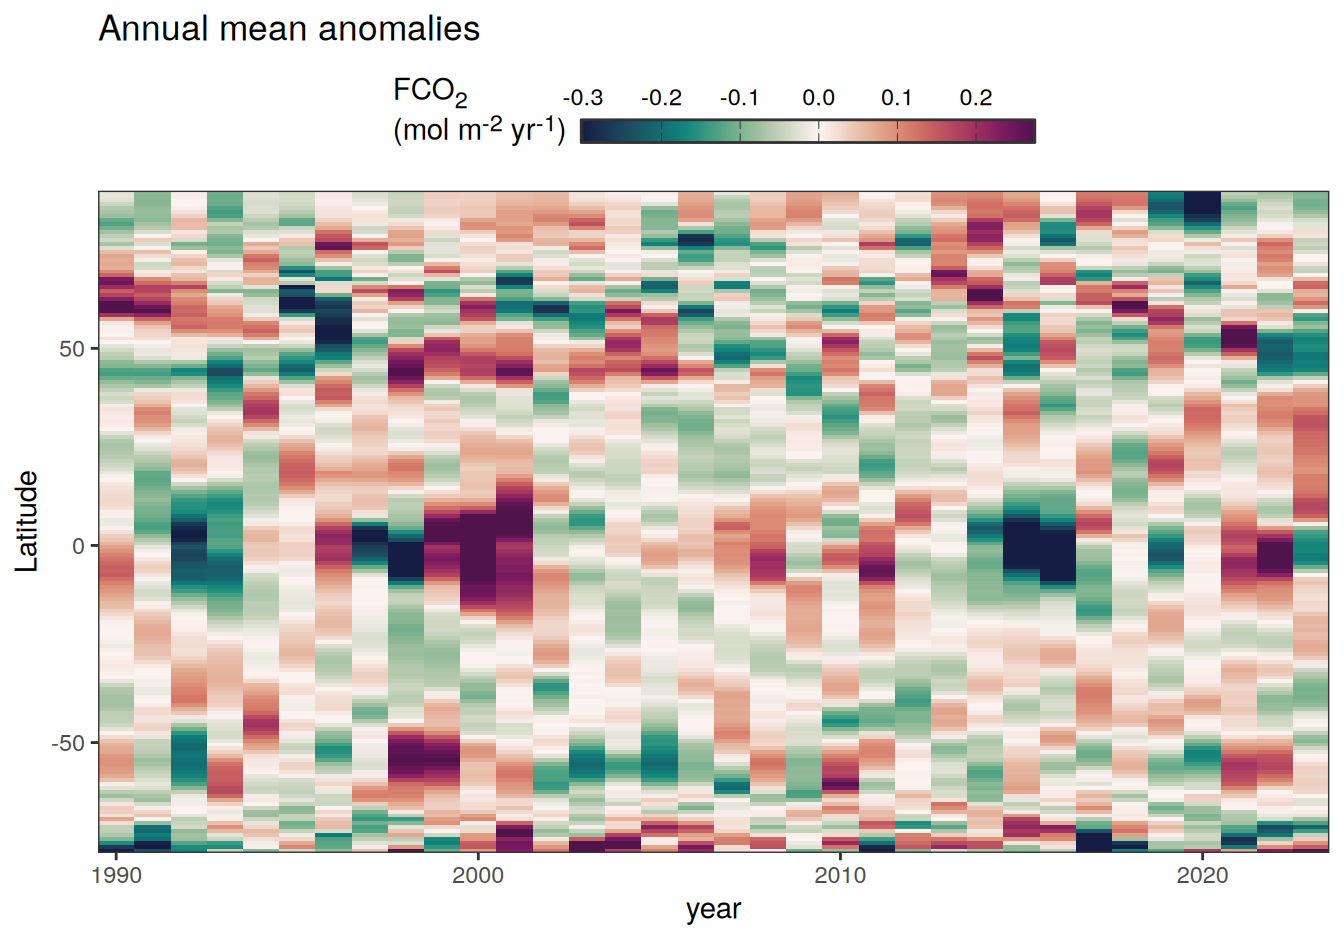 Annual mean anomalies
FCO₂
(mol m⁻² yr⁻¹)
-0.3 -0.2 -0.1 0.0 0.1 0.2
50
0
-50
Latitude
1990 2000 2010 2020
year